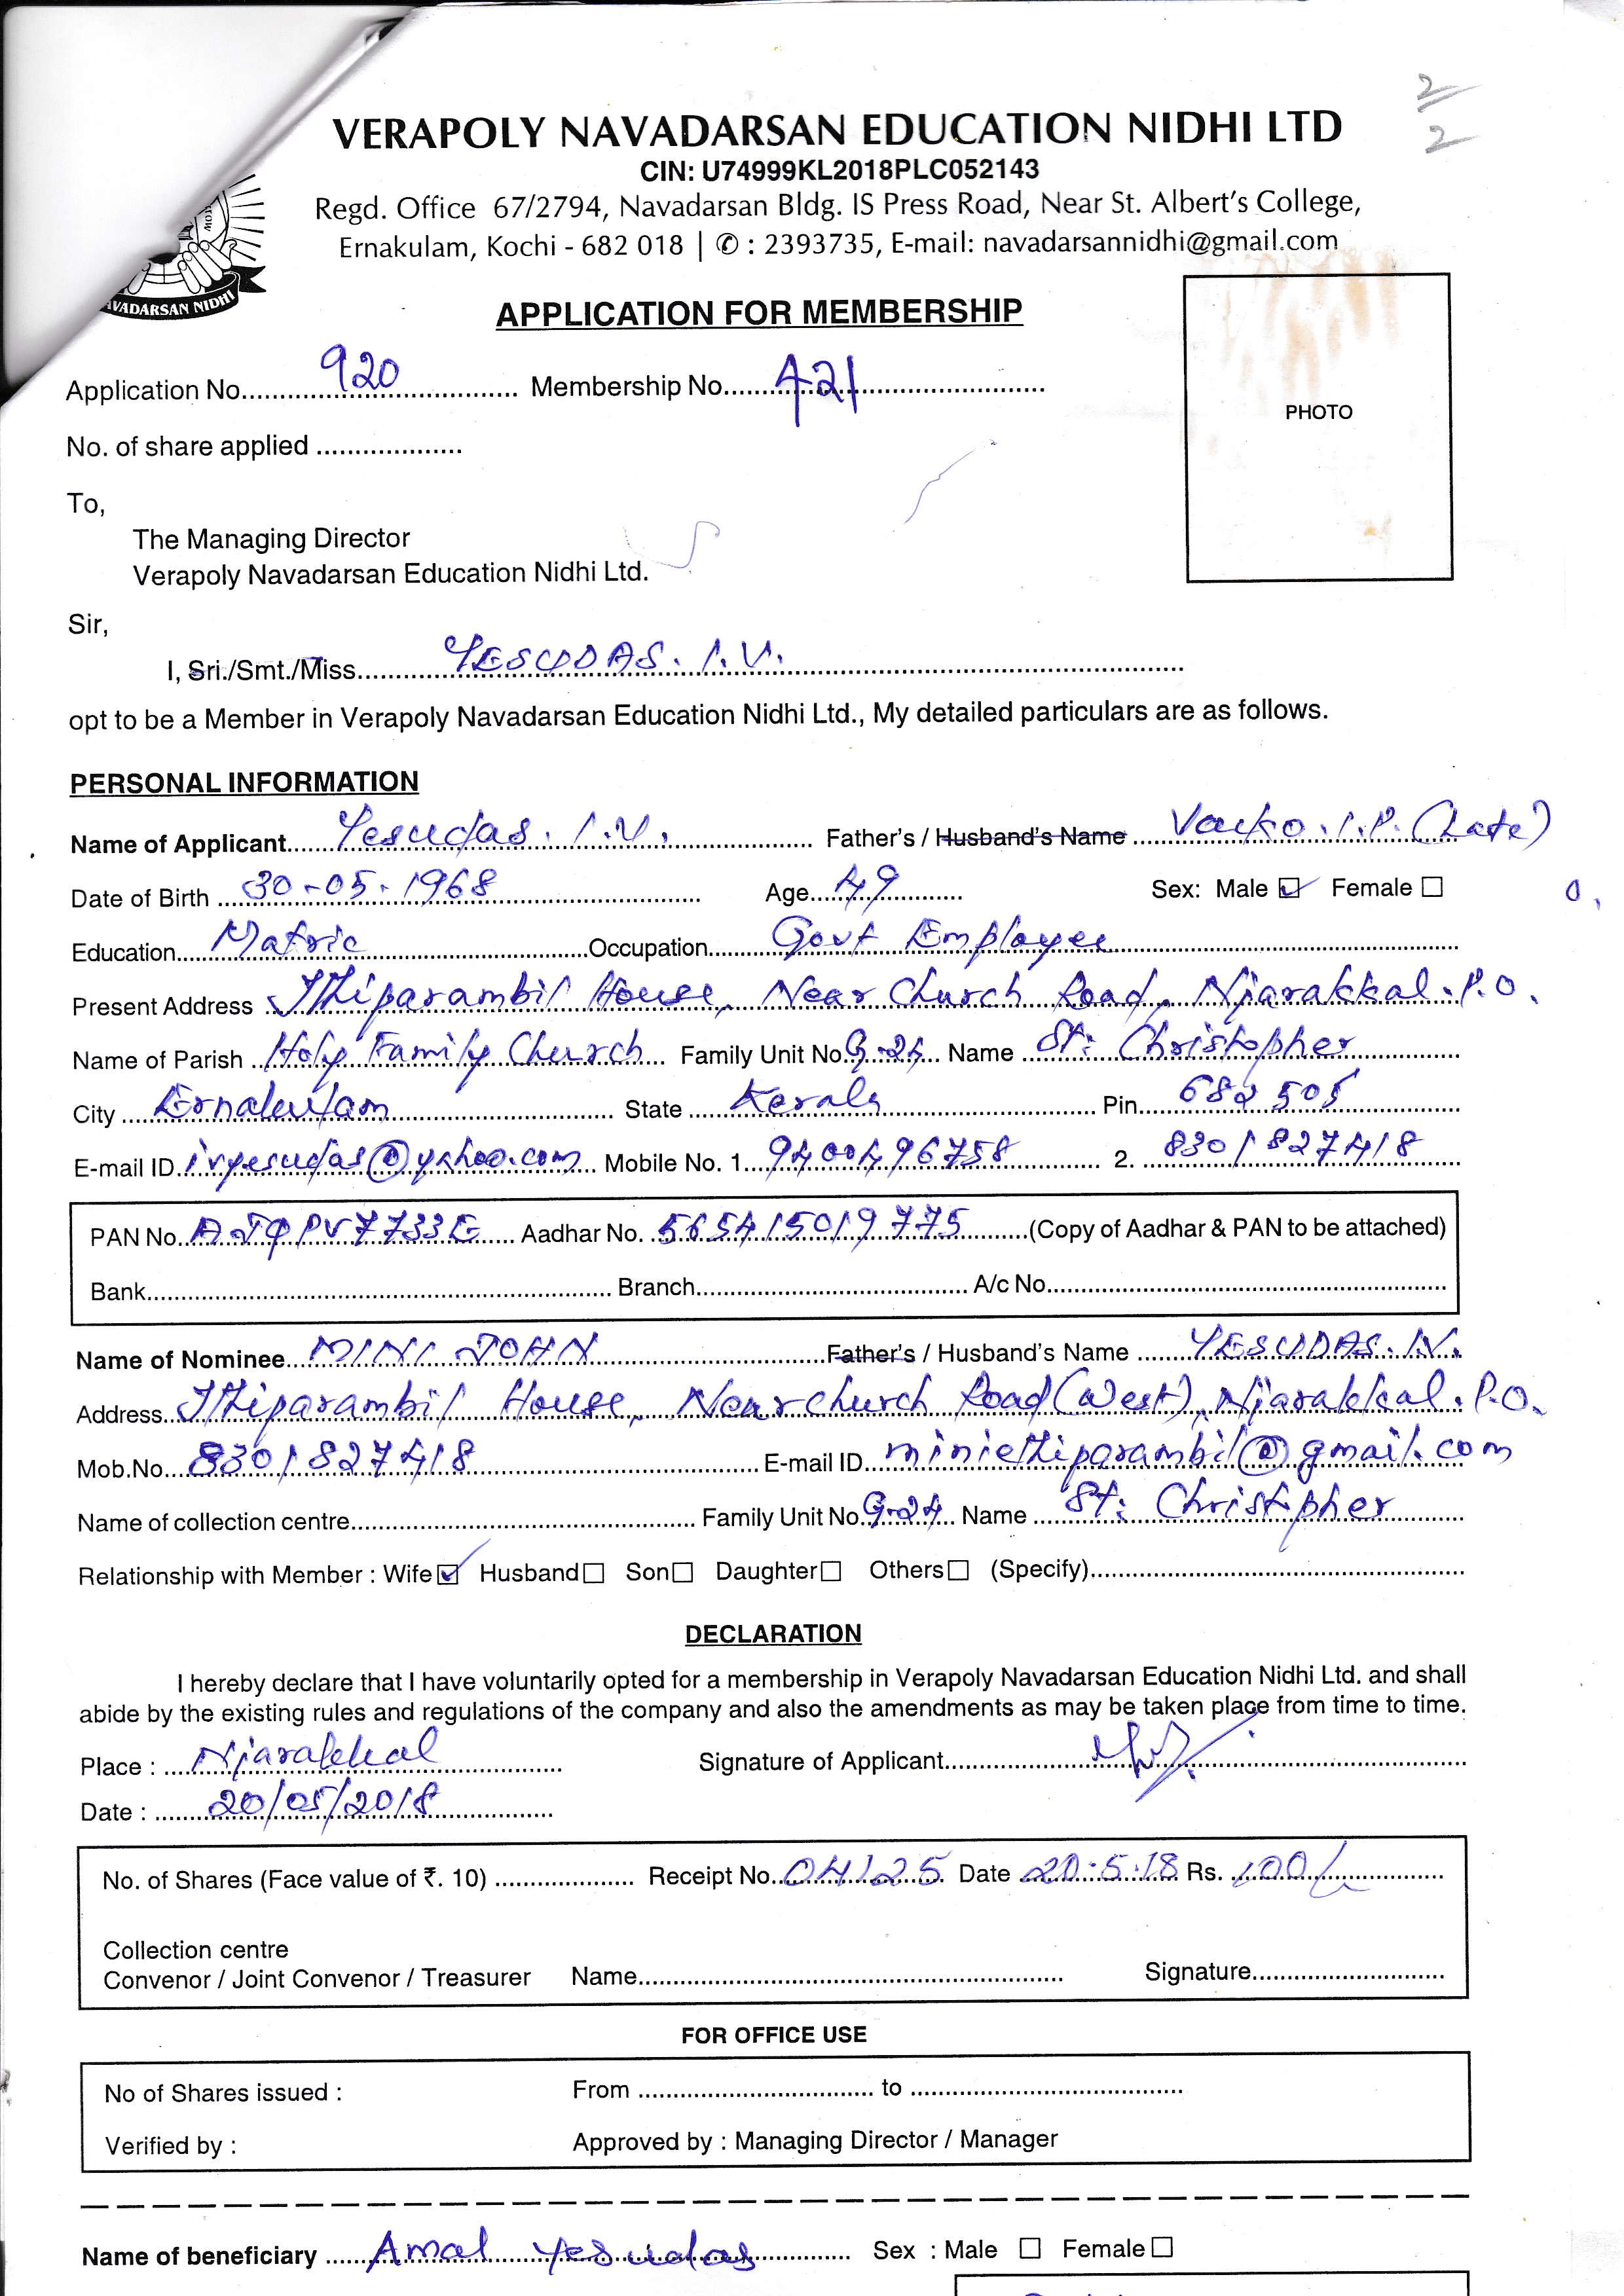 2
2
VERAPOLY NAVADARSAN EDUCATION NIDHI LTD
CIN: U74999KL2018PLC052143
Regd. Office 67/2794, Navadarsan Bldg. IS Press Road, Near St. Albert's College,
Ernakulam, Kochi - 682 018 | ✆ : 2393735, E-mail: navadarsannidhi@gmail.com
VADARSAN NIDHI
APPLICATION FOR MEMBERSHIP
Application No. 920 Membership No. 421
PHOTO
No. of share applied
To,
The Managing Director
Verapoly Navadarsan Education Nidhi Ltd.
Sir,
I, Sri./Smt./Miss. YESUDAS. I.V.
opt to be a Member in Verapoly Navadarsan Education Nidhi Ltd., My detailed particulars are as follows.
PERSONAL INFORMATION
Name of Applicant Yesudas. I.V. Father's / Husband's Name I.P. (Late)
Date of Birth 30-05-1968 Age 49 Sex: Male ☑ Female ☐
Education Matric Occupation Govt Employee
Present Address Ithiparambil House, Near Church Road, Njarakkal. P.O.
Name of Parish Holy Family Church Family Unit No. G-24 Name St: Christopher
City Ernakulam State Kerala Pin 682505
E-mail ID. ivyesudas@yahoo.com Mobile No. 1. 9400496758 2. 8301827418
PAN No. AJQPV7733E Aadhar No. 565415019775 (Copy of Aadhar & PAN to be attached)
Bank Branch A/c No.
Name of Nominee MINI JOHN Father's / Husband's Name YESUDAS. I.V.
Address Ithiparambil House, Near church Road (West), Njarakkal. P.O.
Mob.No. 8301827418 E-mail ID. miniethiparambil@gmail.com
Name of collection centre Family Unit No. G-24 Name St: Christipher
Relationship with Member : Wife ☑ Husband ☐ Son ☐ Daughter ☐ Others ☐ (Specify)
DECLARATION
I hereby declare that I have voluntarily opted for a membership in Verapoly Navadarsan Education Nidhi Ltd. and shall
abide by the existing rules and regulations of the company and also the amendments as may be taken place from time to time.
Place : Njarakkal Signature of Applicant
Date : 20/05/2018
No. of Shares (Face value of ₹. 10) Receipt No. 04125 Date 20.5.18 Rs. 100/-
Collection centre
Convenor / Joint Convenor / Treasurer Name Signature
FOR OFFICE USE
No of Shares issued : From to
Verified by : Approved by : Managing Director / Manager
Name of beneficiary Amal Yesudas Sex : Male ☐ Female ☐